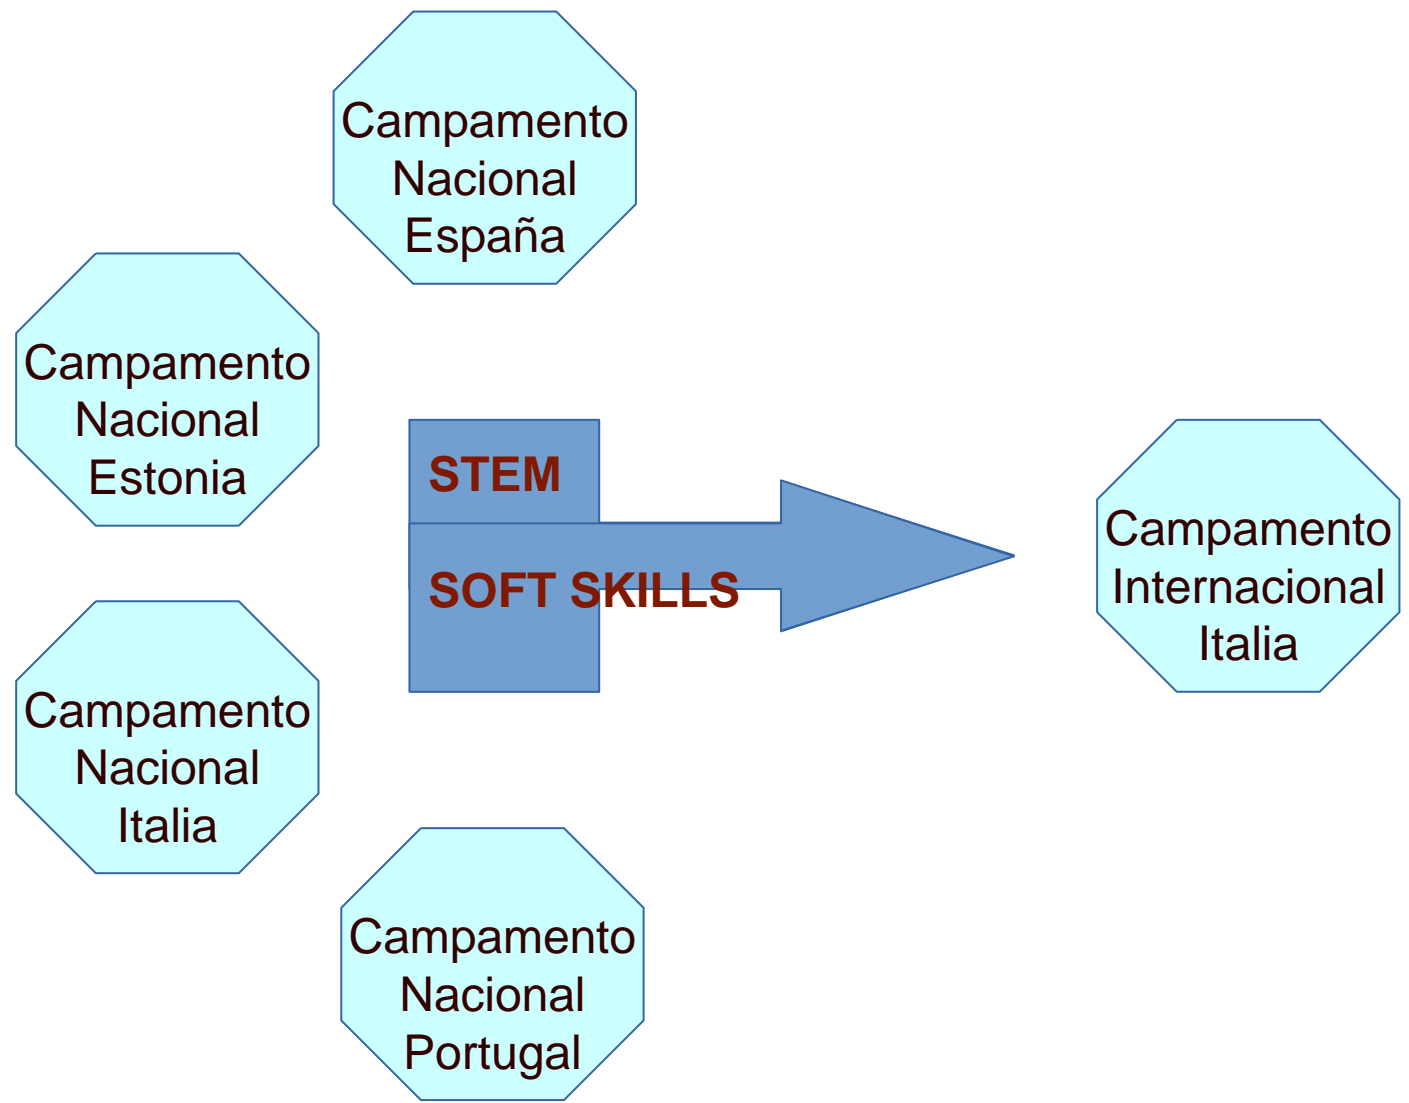 Campamento
Nacional
España
Campamento
Nacional
Estonia
STEM
SOFT SKILLS
Campamento
Internacional
Italia
Campamento
Nacional
Italia
Campamento
Nacional
Portugal